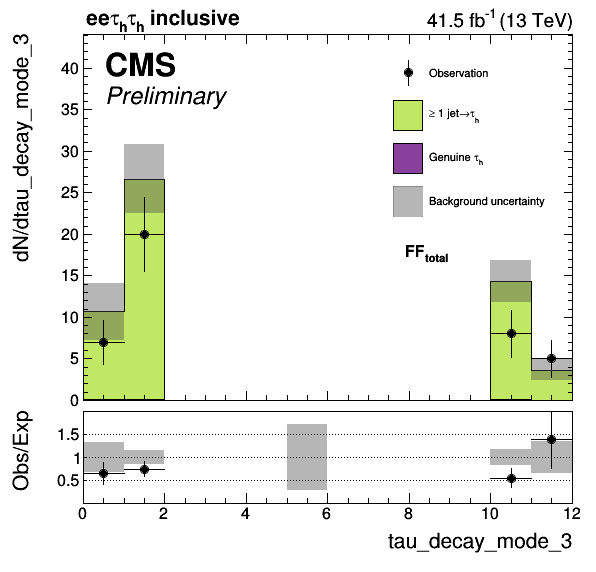 eeτhτh inclusive
41.5 fb-1 (13 TeV)
CMS
Preliminary
Observation
≥ 1 jet→τh
Genuine τh
Background uncertainty
FFtotal
dN/dtau_decay_mode_3
40
35
30
25
20
15
10
5
0
Obs/Exp
1.5
1
0.5
0 2 4 6 8 10 12
tau_decay_mode_3